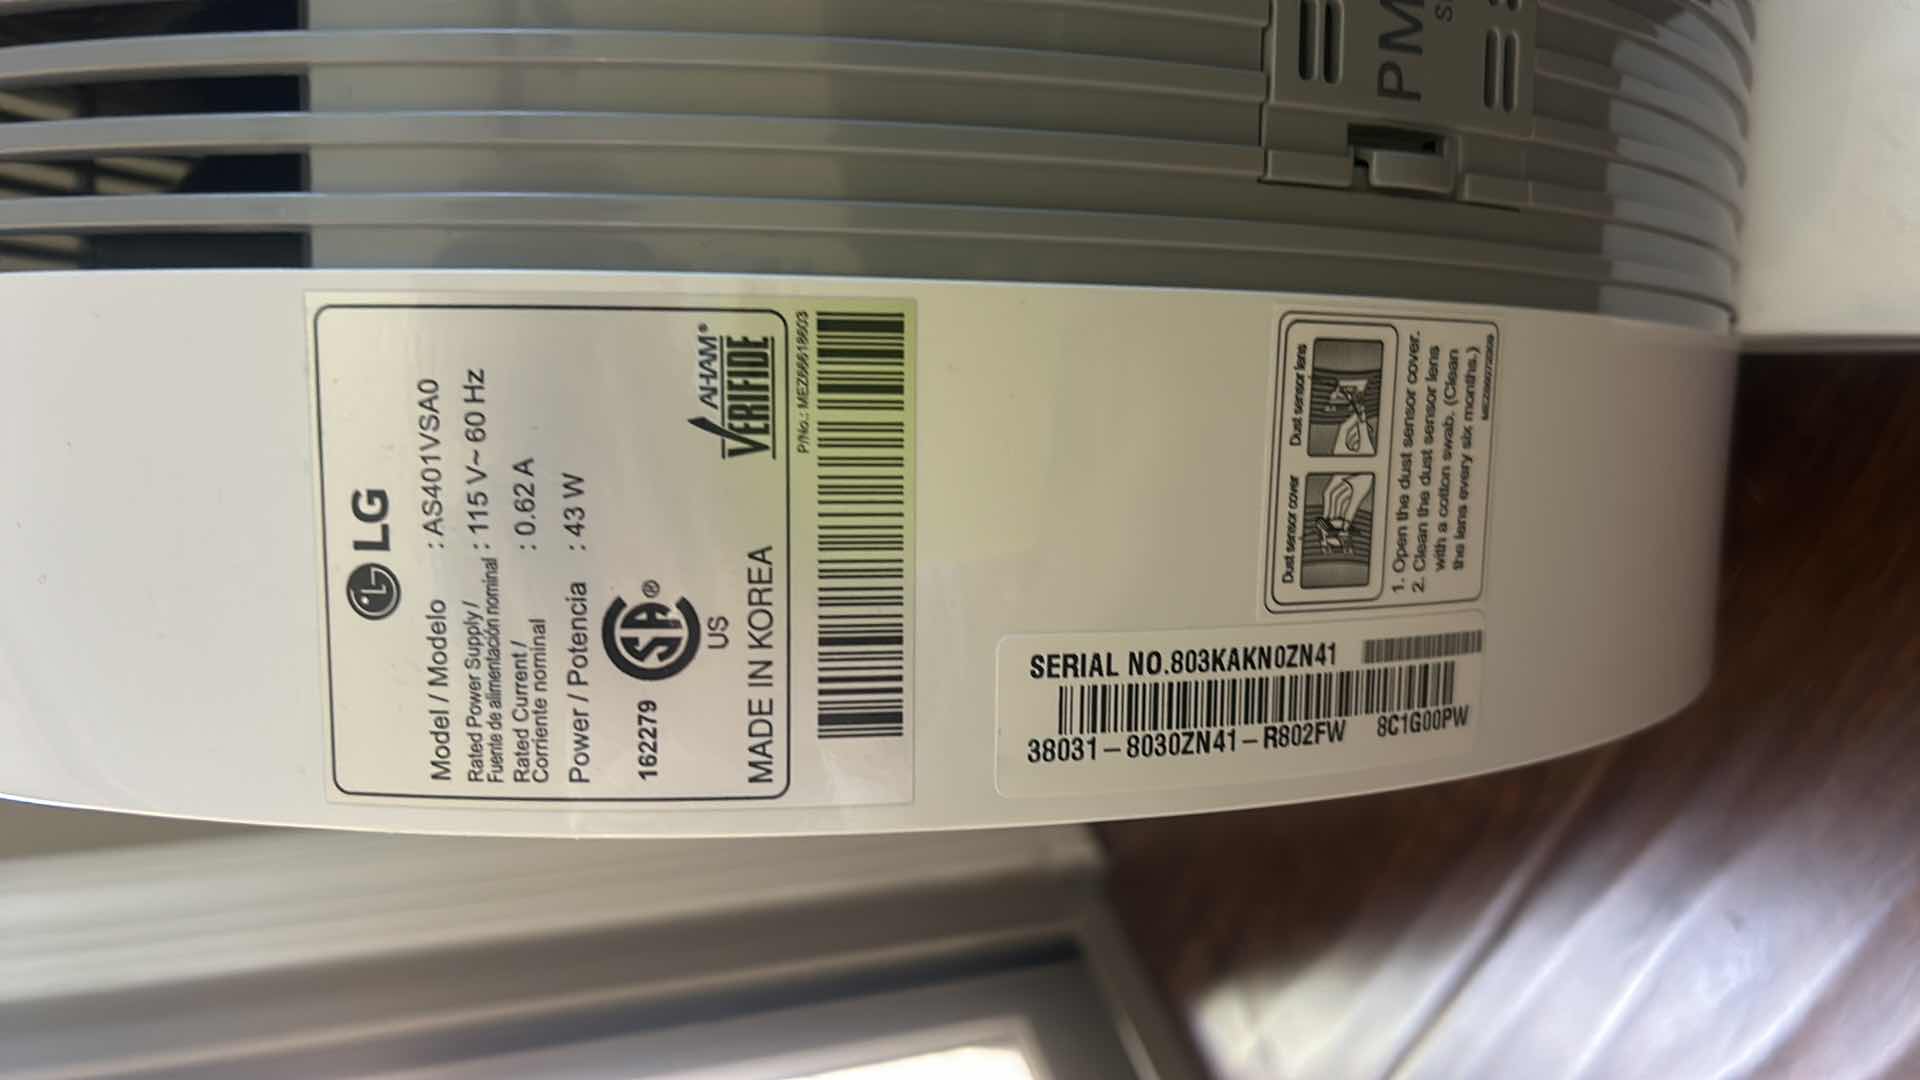 PM
LG
Model / Modelo : AS401VSA0
Rated Power Supply /
Fuente de alimentación nominal : 115 V~ 60 Hz
Rated Current /
Corriente nominal : 0.62 A
Power / Potencia : 43 W
162279 SA®
US
AHAM®
VERIFIDE
MADE IN KOREA
P/No.: MEZ66618603
SERIAL NO.803KAKN0ZN41
38031-8030ZN41-R802FW 8C1G00PW
Dust sensor cover Dust sensor lens
1. Open the dust sensor cover.
2. Clean the dust sensor lens
with a cotton swab. (Clean
the lens every six months.)